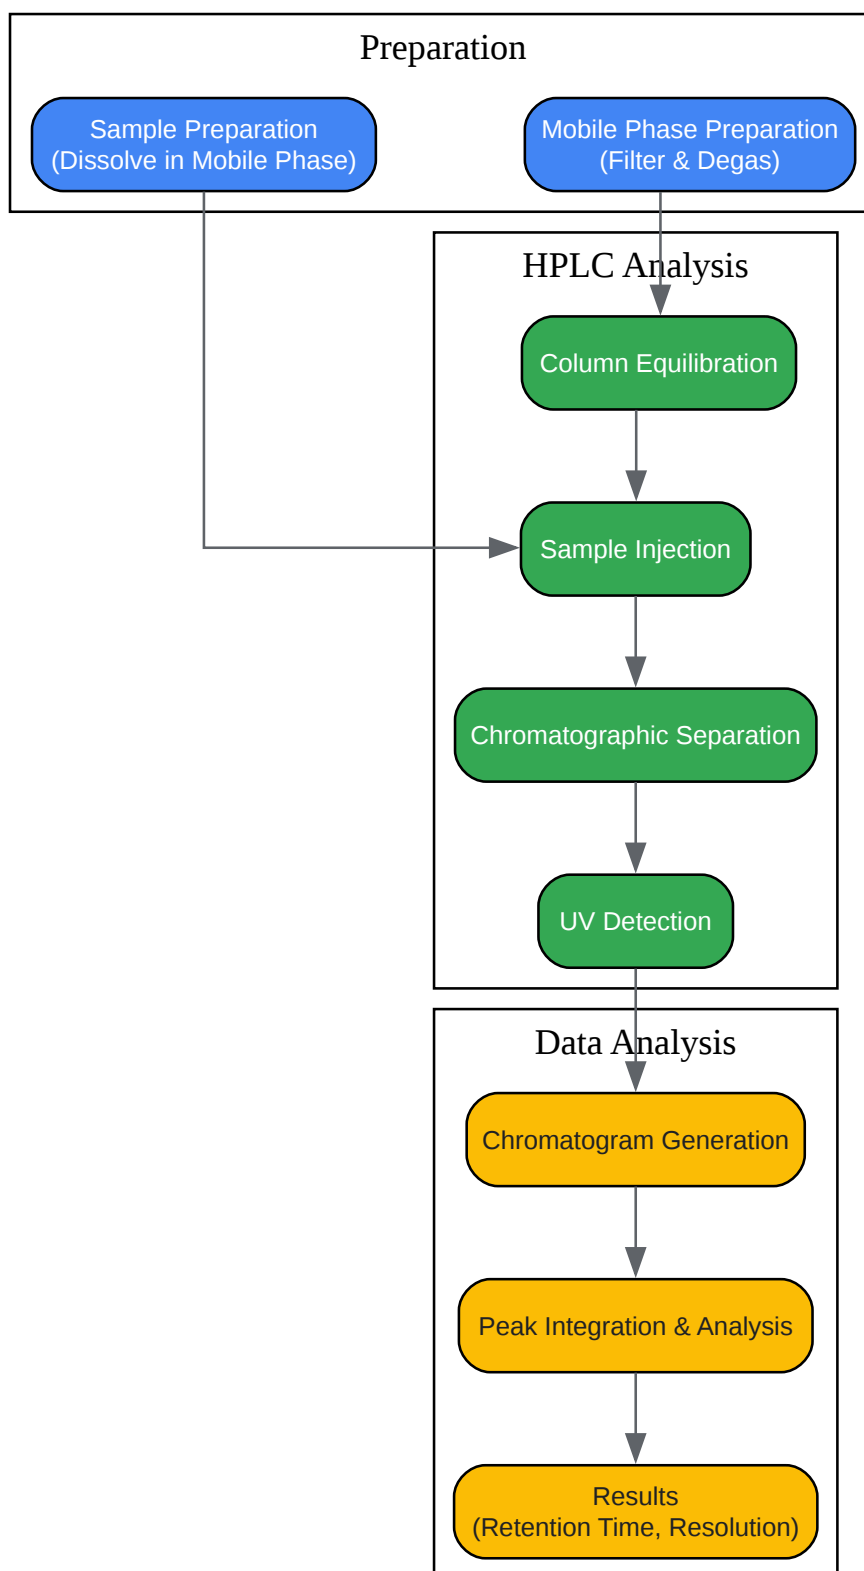 Preparation
Sample Preparation
(Dissolve in Mobile Phase)
Mobile Phase Preparation
(Filter & Degas)
HPLC Analysis
Column Equilibration
Sample Injection
Chromatographic Separation
UV Detection
Data Analysis
Chromatogram Generation
Peak Integration & Analysis
Results
(Retention Time, Resolution)